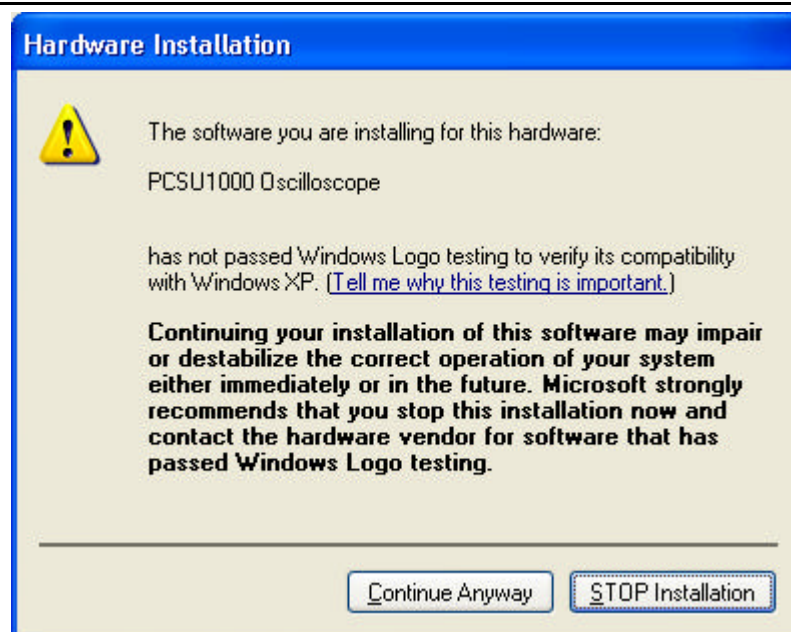 Hardware Installation
The software you are installing for this hardware:
PCSU1000 Oscilloscope
has not passed Windows Logo testing to verify its compatibility
with Windows XP. (Tell me why this testing is important.)
Continuing your installation of this software may impair
or destabilize the correct operation of your system
either immediately or in the future. Microsoft strongly
recommends that you stop this installation now and
contact the hardware vendor for software that has
passed Windows Logo testing.
Continue Anyway
STOP Installation